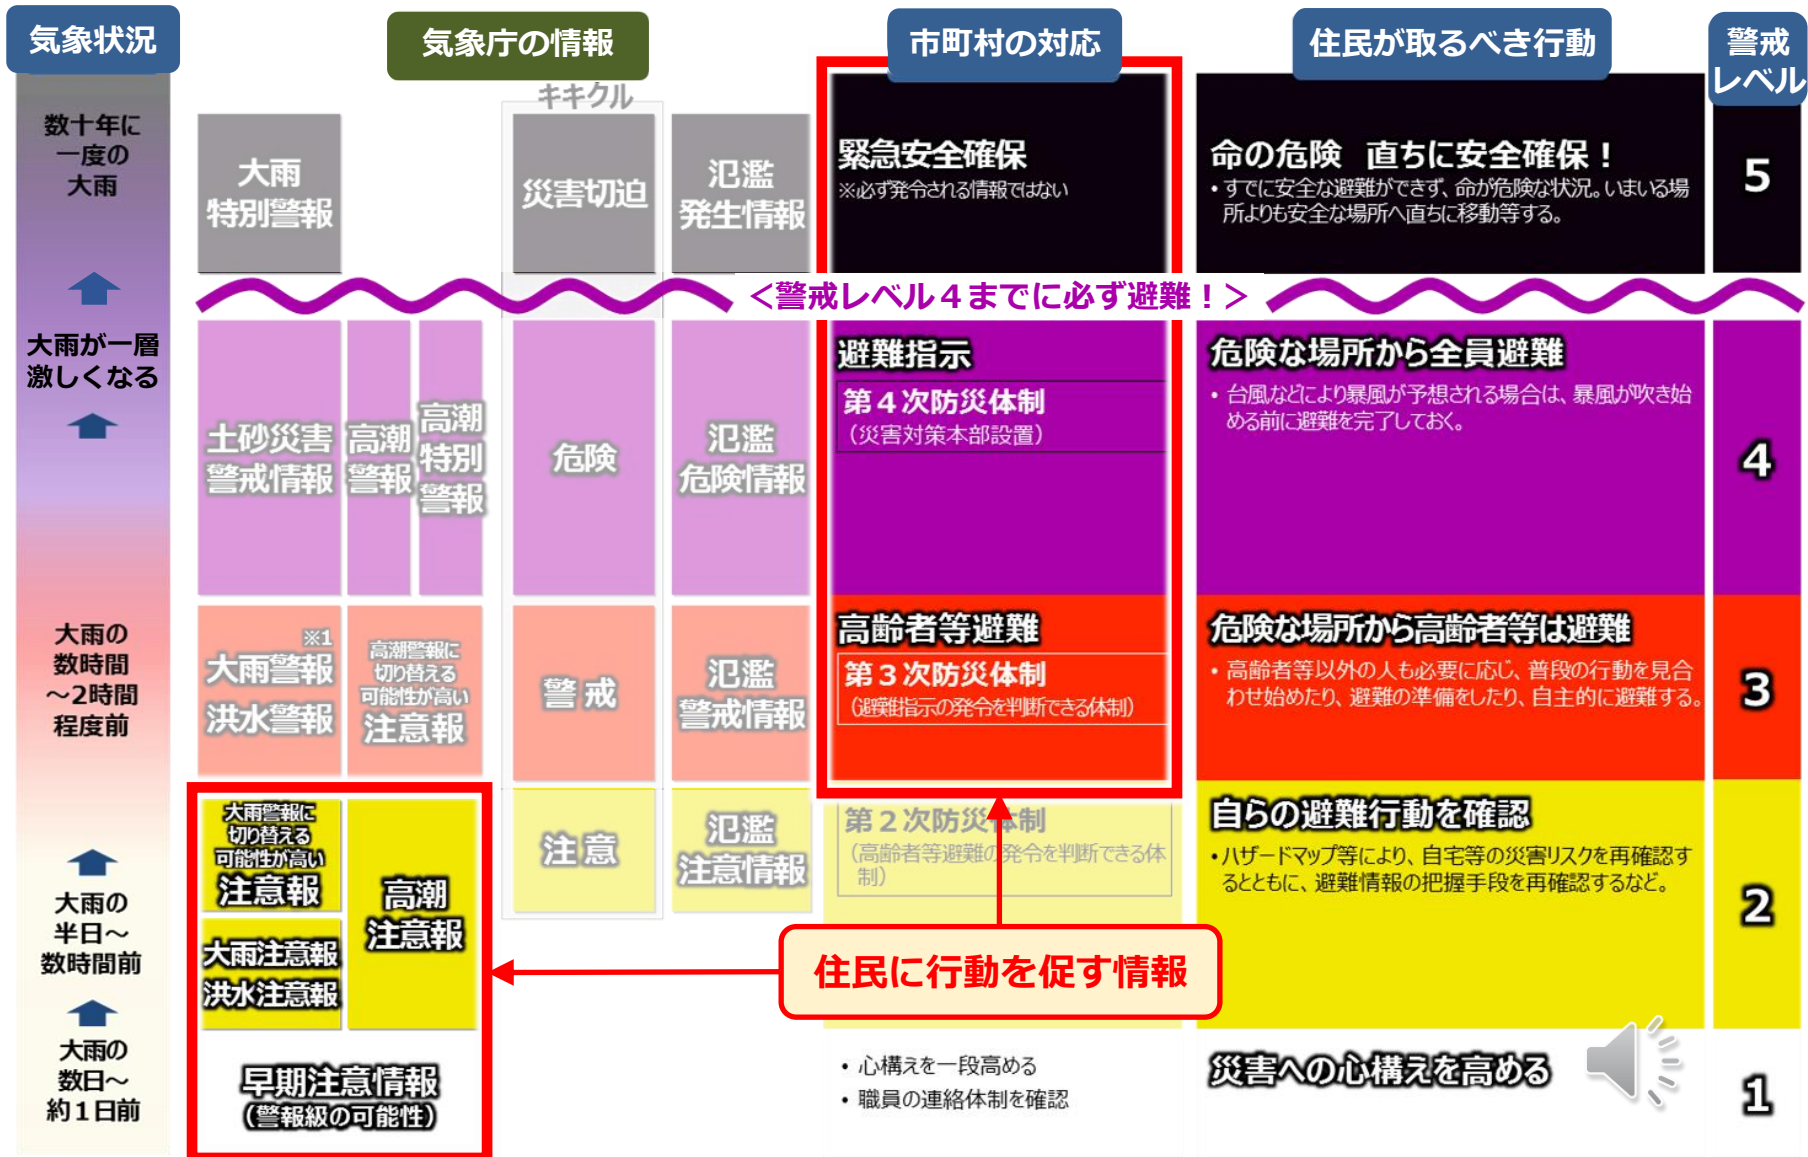 気象状況
気象庁の情報
市町村の対応
住民が取るべき行動
警戒
レベル
キキクル
数十年に
一度の
大雨
大雨
特別警報
災害切迫
氾濫
発生情報
緊急安全確保
※必ず発令される情報ではない
命の危険 直ちに安全確保！
・すでに安全な避難ができず、命が危険な状況。いまいる場
所よりも安全な場所へ直ちに移動等する。
5
＜警戒レベル４までに必ず避難！＞
大雨が一層
激しくなる
土砂災害
警戒情報
高潮
警報
高潮
特別
警報
危険
氾濫
危険情報
避難指示
第４次防災体制
（災害対策本部設置）
危険な場所から全員避難
・台風などにより暴風が予想される場合は、暴風が吹き始
める前に避難を完了しておく。
4
大雨の
数時間
～2時間
程度前
※1
大雨警報
洪水警報
高潮警報に
切り替える
可能性が高い
注意報
警戒
氾濫
警戒情報
高齢者等避難
第３次防災体制
（避難指示の発令を判断できる体制）
危険な場所から高齢者等は避難
・高齢者等以外の人も必要に応じ、普段の行動を見合
わせ始めたり、避難の準備をしたり、自主的に避難する。
3
大雨の
半日～
数時間前
大雨警報に
切り替える
可能性が高い
注意報
大雨注意報
洪水注意報
高潮
注意報
注意
氾濫
注意情報
第２次防災体制
（高齢者等避難の発令を判断できる体
制）
自らの避難行動を確認
・ハザードマップ等により、自宅等の災害リスクを再確認す
るとともに、避難情報の把握手段を再確認するなど。
2
住民に行動を促す情報
大雨の
数日～
約１日前
早期注意情報
（警報級の可能性）
・心構えを一段高める
・職員の連絡体制を確認
災害への心構えを高める
1